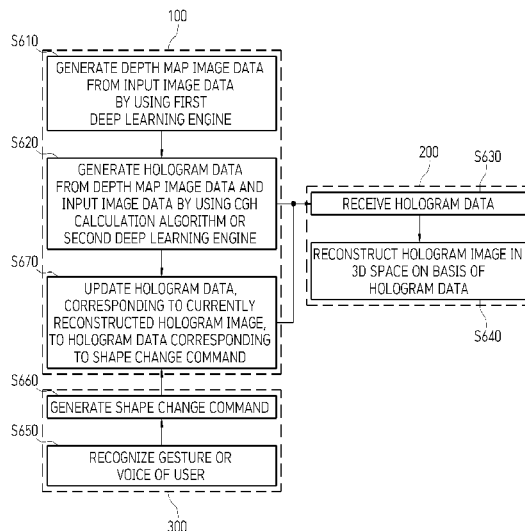 100
S610
GENERATE DEPTH MAP IMAGE DATA
FROM INPUT IMAGE DATA
BY USING FIRST
DEEP LEARNING ENGINE
S620
GENERATE HOLOGRAM DATA
FROM DEPTH MAP IMAGE DATA AND
INPUT IMAGE DATA BY USING CGH
CALCULATION ALGORITHM OR
SECOND DEEP LEARNING ENGINE
200
S630
RECEIVE HOLOGRAM DATA
RECONSTRUCT HOLOGRAM IMAGE IN
3D SPACE ON BASIS OF
HOLOGRAM DATA
S640
S670
UPDATE HOLOGRAM DATA,
CORRESPONDING TO CURRENTLY
RECONSTRUCTED HOLOGRAM IMAGE,
TO HOLOGRAM DATA CORRESPONDING
TO SHAPE CHANGE COMMAND
S660
GENERATE SHAPE CHANGE COMMAND
S650
RECOGNIZE GESTURE OR
VOICE OF USER
300